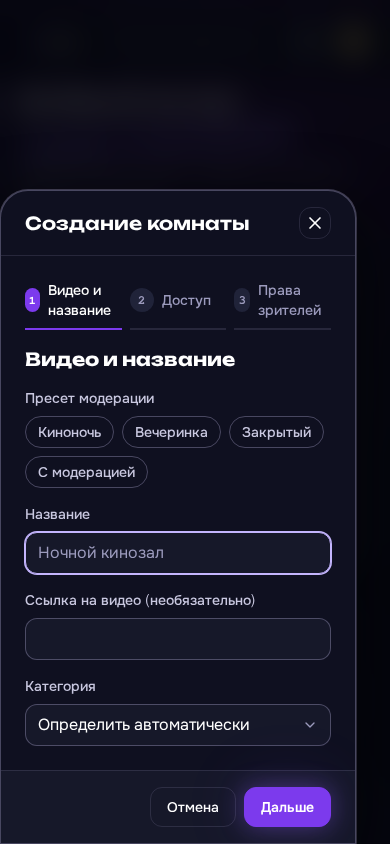 Создание комнаты
1 Видео и
название
2 Доступ
3 Права
зрителей
Видео и название
Пресет модерации
Киноночь Вечеринка Закрытый
С модерацией
Название
Ночной кинозал
Ссылка на видео (необязательно)
Категория
Определить автоматически
Отмена Дальше